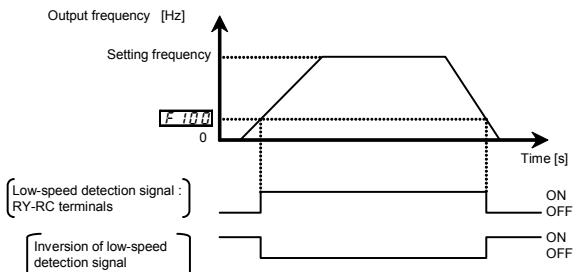 Output frequency [Hz]
Setting frequency
F 100
0
Time [s]
Low-speed detection signal :
RY-RC terminals
ON
OFF
Inversion of low-speed
detection signal
ON
OFF